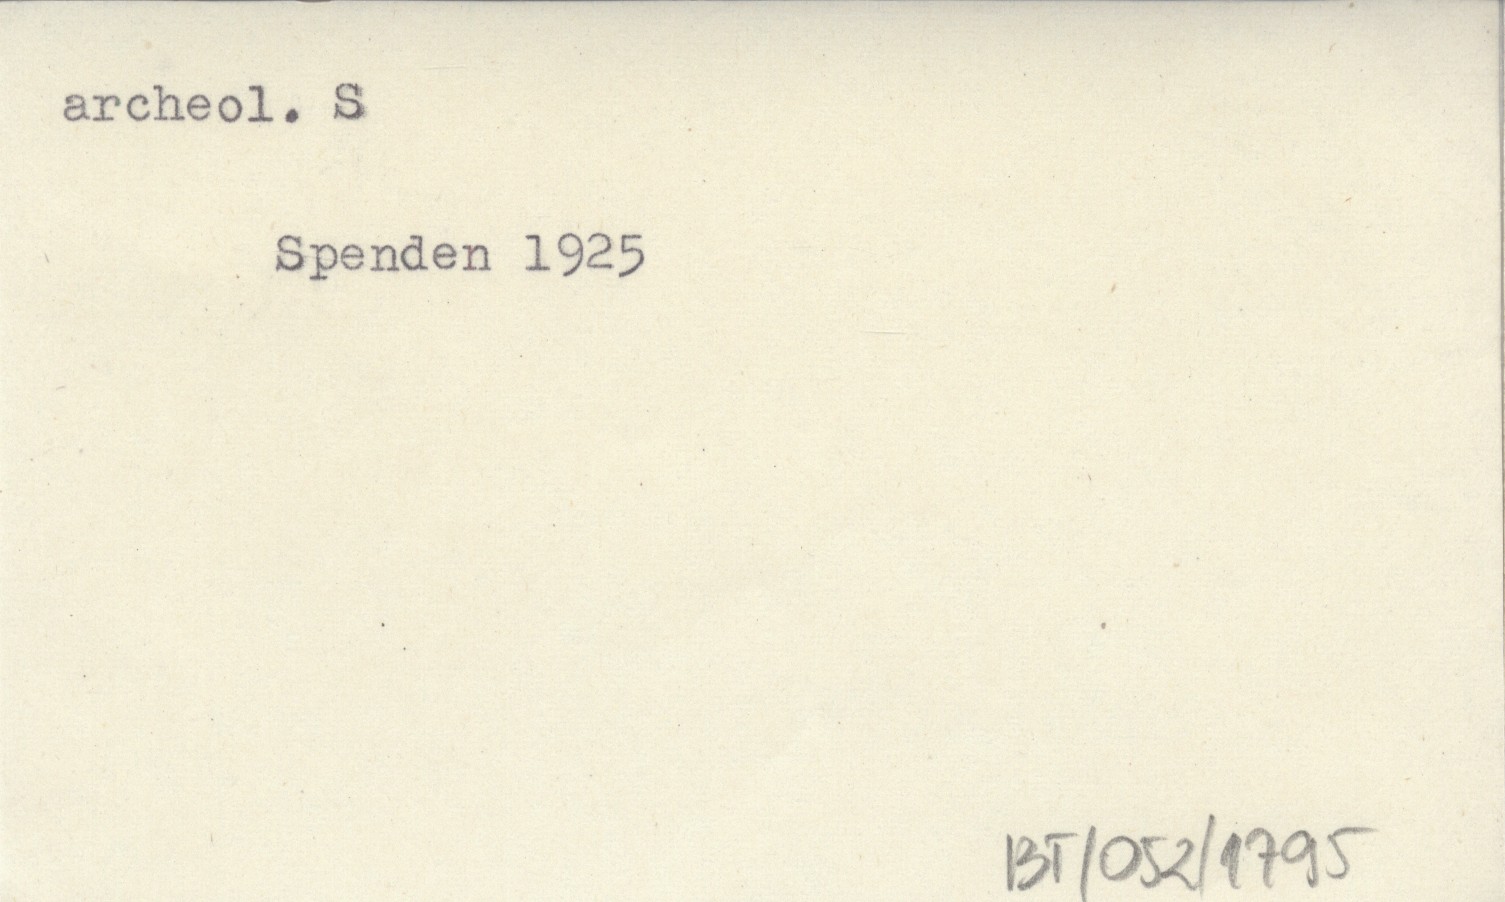 archeol. S
Spenden 1925
BT/052/1795